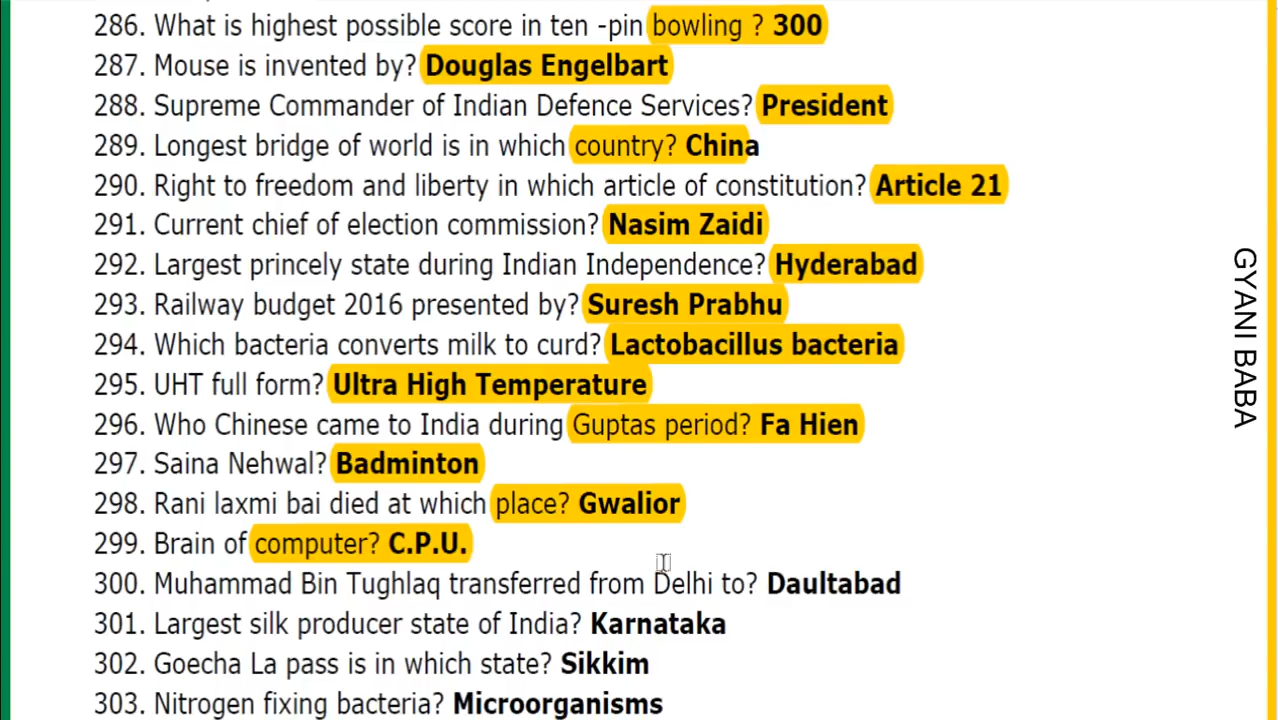 286. What is highest possible score in ten -pin bowling ? 300
287. Mouse is invented by? Douglas Engelbart
288. Supreme Commander of Indian Defence Services? President
289. Longest bridge of world is in which country? China
290. Right to freedom and liberty in which article of constitution? Article 21
291. Current chief of election commission? Nasim Zaidi
292. Largest princely state during Indian Independence? Hyderabad
293. Railway budget 2016 presented by? Suresh Prabhu
294. Which bacteria converts milk to curd? Lactobacillus bacteria
295. UHT full form? Ultra High Temperature
296. Who Chinese came to India during Guptas period? Fa Hien
297. Saina Nehwal? Badminton
298. Rani laxmi bai died at which place? Gwalior
299. Brain of computer? C.P.U.
300. Muhammad Bin Tughlaq transferred from Delhi to? Daultabad
301. Largest silk producer state of India? Karnataka
302. Goecha La pass is in which state? Sikkim
303. Nitrogen fixing bacteria? Microorganisms
GYANI BABA